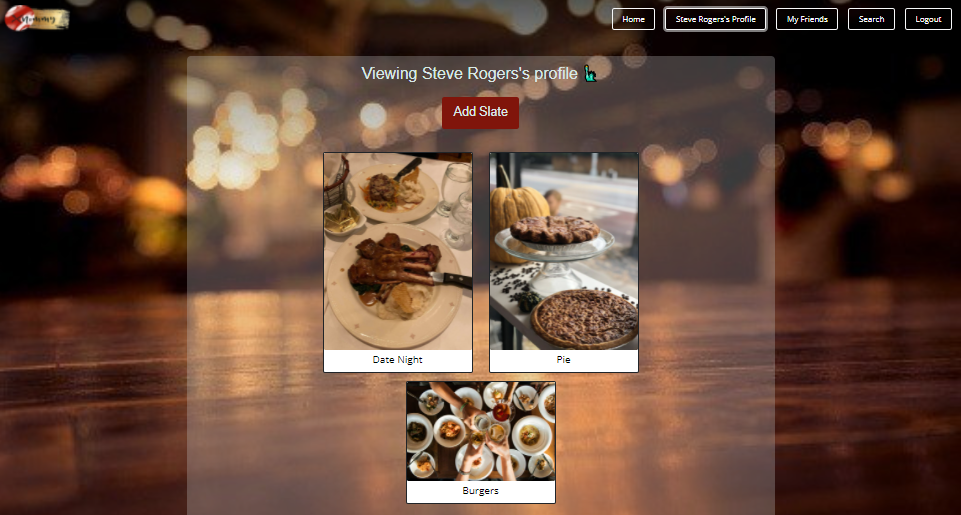 Home
Steve Rogers's Profile
My Friends
Search
Logout
Viewing Steve Rogers's profile
Add Slate
Date Night
Pie
Burgers